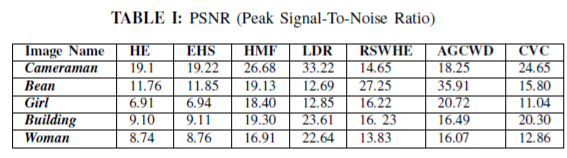 TABLE I: PSNR (Peak Signal-To-Noise Ratio)
Image Name HE EHS HMF LDR RSWHE AGCWD CVC
Cameraman 19.1 19.22 26.68 33.22 14.65 18.25 24.65
Bean 11.76 11.85 19.13 12.69 27.25 35.91 15.80
Girl 6.91 6.94 18.40 12.85 16.22 20.72 11.04
Building 9.10 9.11 19.30 23.61 16. 23 16.49 20.30
Woman 8.74 8.76 16.91 22.64 13.83 16.07 12.86